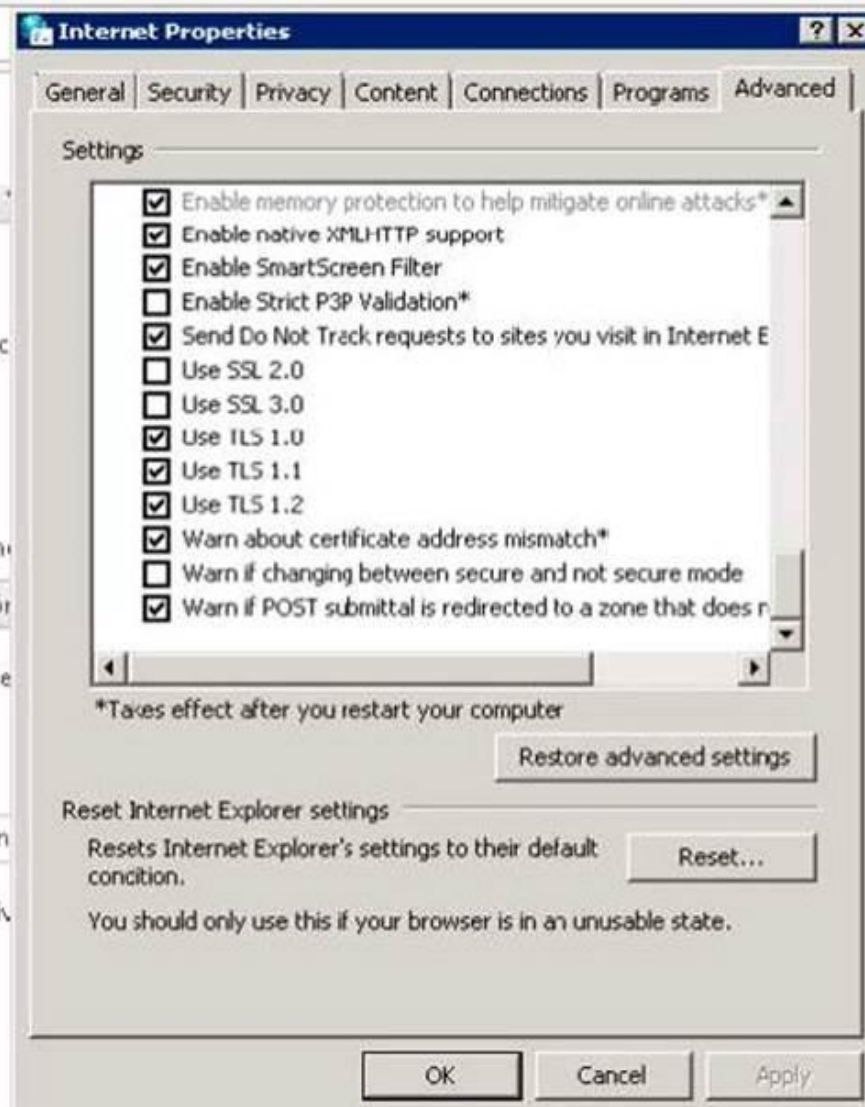 Internet Properties
General Security Privacy Content Connections Programs Advanced
Settings
Enable memory protection to help mitigate online attacks*
Enable native XMLHTTP support
Enable SmartScreen Filter
Enable Strict P3P Validation*
Send Do Not Track requests to sites you visit in Internet E
Use SSL 2.0
Use SSL 3.0
Use TLS 1.0
Use TLS 1.1
Use TLS 1.2
Warn about certificate address mismatch*
Warn if changing between secure and not secure mode
Warn if POST submittal is redirected to a zone that does n
*Takes effect after you restart your computer
Restore advanced settings
Reset Internet Explorer settings
Resets Internet Explorer's settings to their default
condition.
Reset...
You should only use this if your browser is in an unusable state.
OK Cancel Apply